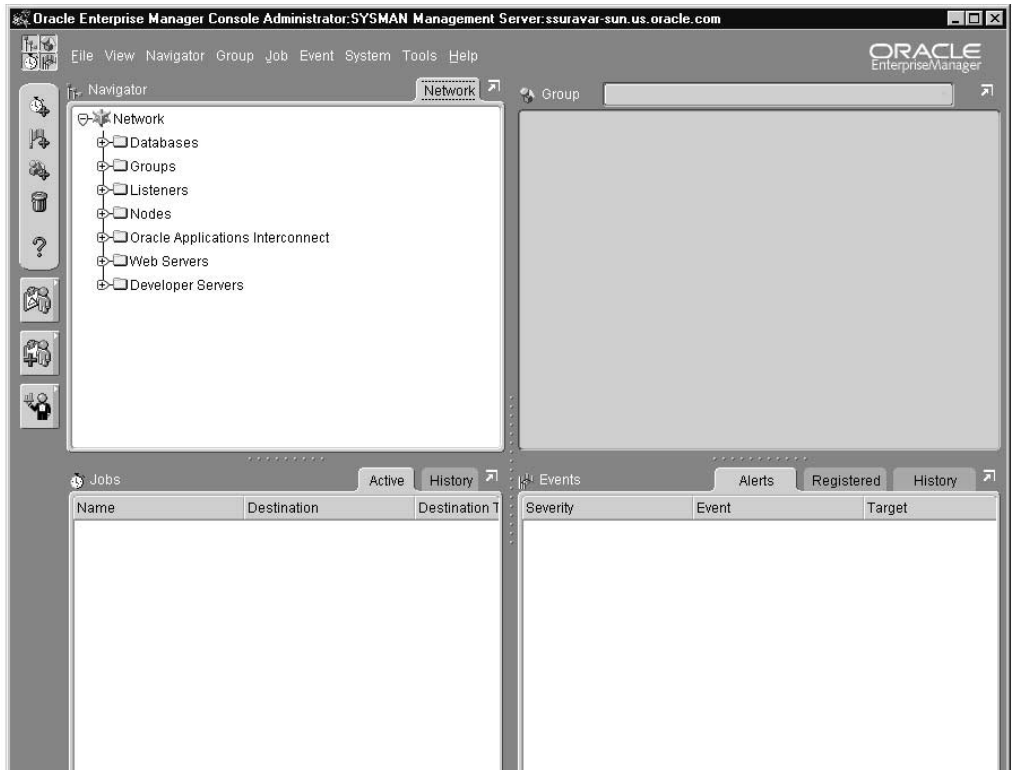 Oracle Enterprise Manager Console Administrator:SYSMAN Management Server:ssuravar-sun.us.oracle.com
File View Navigator Group Job Event System Tools Help
ORACLE
EnterpriseManager
Navigator
Network
Group
Network
Databases
Groups
Listeners
Nodes
Oracle Applications Interconnect
Web Servers
Developer Servers
?
Jobs
Active
History
Events
Alerts
Registered
History
Name
Destination
Destination T
Severity
Event
Target